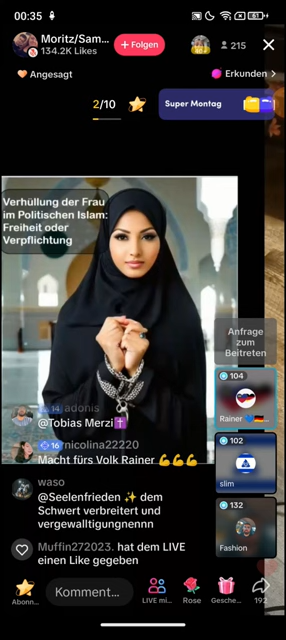 00:35
61
Moritz/Sam...
134.2K Likes
+ Folgen
215
Angesagt
Erkunden >
2/10
Super Montag
Verhüllung der Frau
im Politischen Islam:
Freiheit oder
Verpflichtung
Anfrage
zum
Beitreten
104
Rainer
14 adonis
@Tobias Merzi✝️
16 nicolina22220
Macht fürs Volk Rainer 💪💪💪
102
slim
waso
@Seelenfrieden ✨ dem
Schwert verbreitert und
vergewalltigungnennn
132
Fashion
Muffin272023. hat dem LIVE
einen Like gegeben
Abonn...
Komment...
LIVE mi...
Rose
Gesche...
192